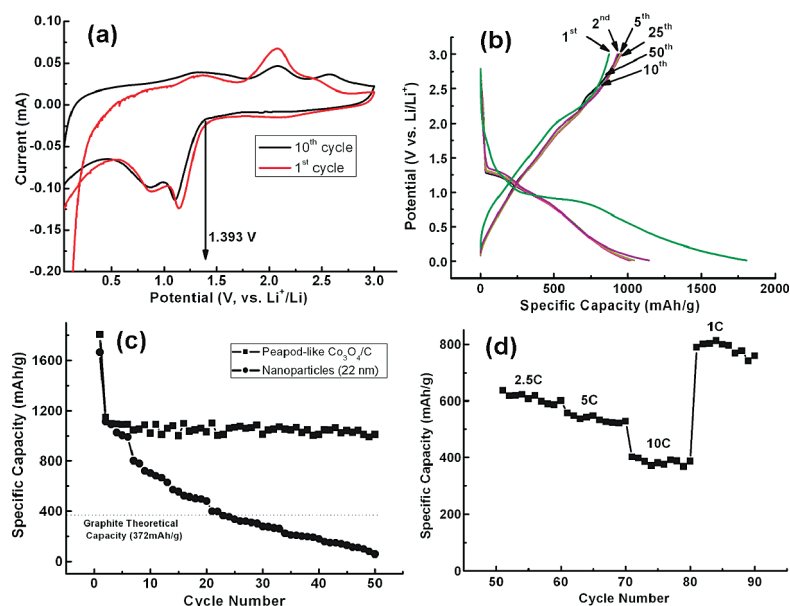 (a)
0.10
0.05
0.00
-0.05
-0.10
-0.15
-0.20
Current (mA)
10th cycle
1st cycle
1.393 V
0.5
1.0
1.5
2.0
2.5
3.0
Potential (V, vs. Li+/Li)
(b)
1st
2nd
5th
25th
50th
10th
3.0
2.5
2.0
1.5
1.0
0.5
0.0
Potential (V vs. Li/Li+)
0
500
1000
1500
2000
Specific Capacity (mAh/g)
(c)
Peapod-like Co3O4/C
Nanoparticles (22 nm)
1600
1200
800
400
0
Specific Capacity (mAh/g)
Graphite Theoretical
Capacity (372mAh/g)
0
10
20
30
40
50
Cycle Number
(d)
2.5C
5C
10C
1C
800
600
400
200
0
Specific Capacity (mAh/g)
50
60
70
80
90
Cycle Number